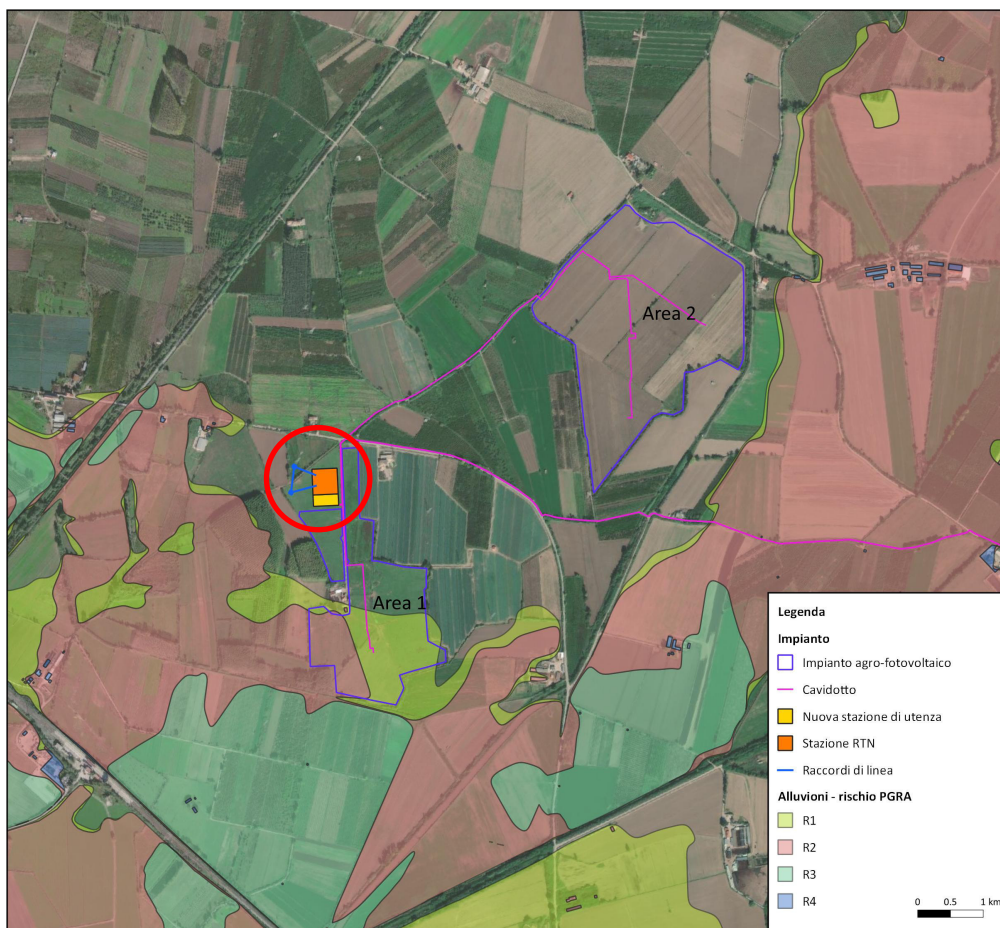 Area 2
Area 1
Legenda
Impianto
Impianto agro-fotovoltaico
Cavidotto
Nuova stazione di utenza
Stazione RTN
Raccordi di linea
Alluvioni - rischio PGRA
R1
R2
R3
R4
0 0.5 1 km